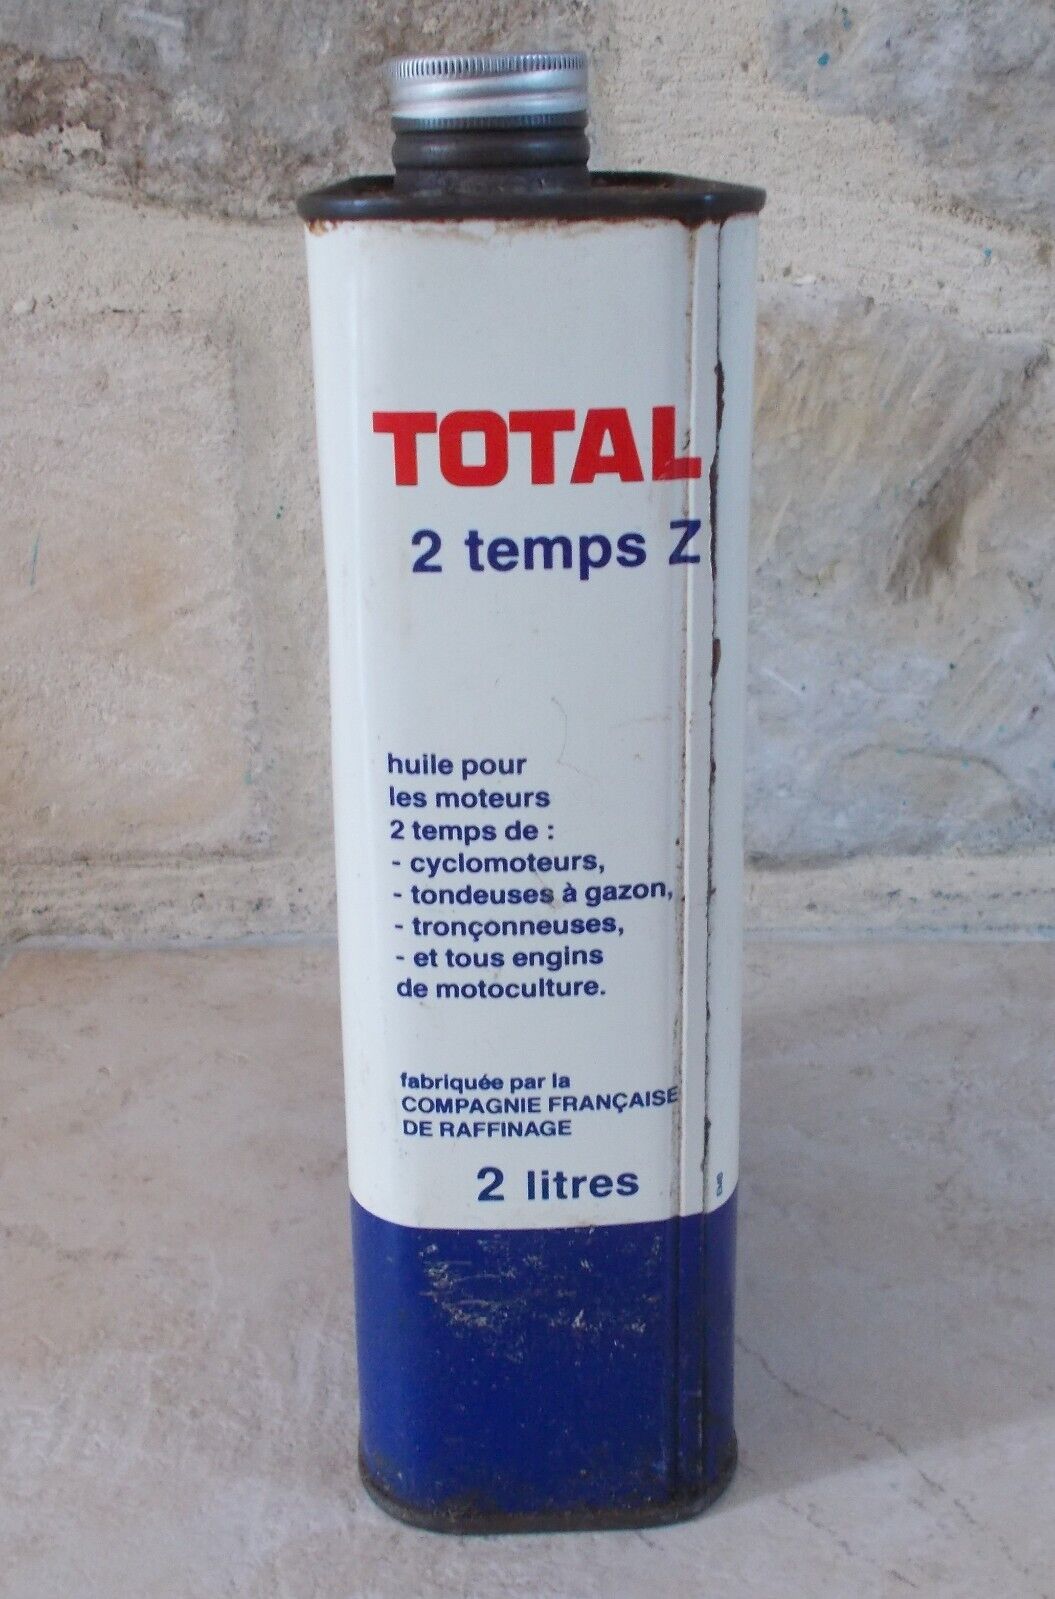 TOTAL
2 temps Z
huile pour
les moteurs
2 temps de :
- cyclomoteurs,
- tondeuses à gazon,
- tronçonneuses,
- et tous engins
de motoculture.
fabriquée par la
COMPAGNIE FRANÇAISE
DE RAFFINAGE
2 litres